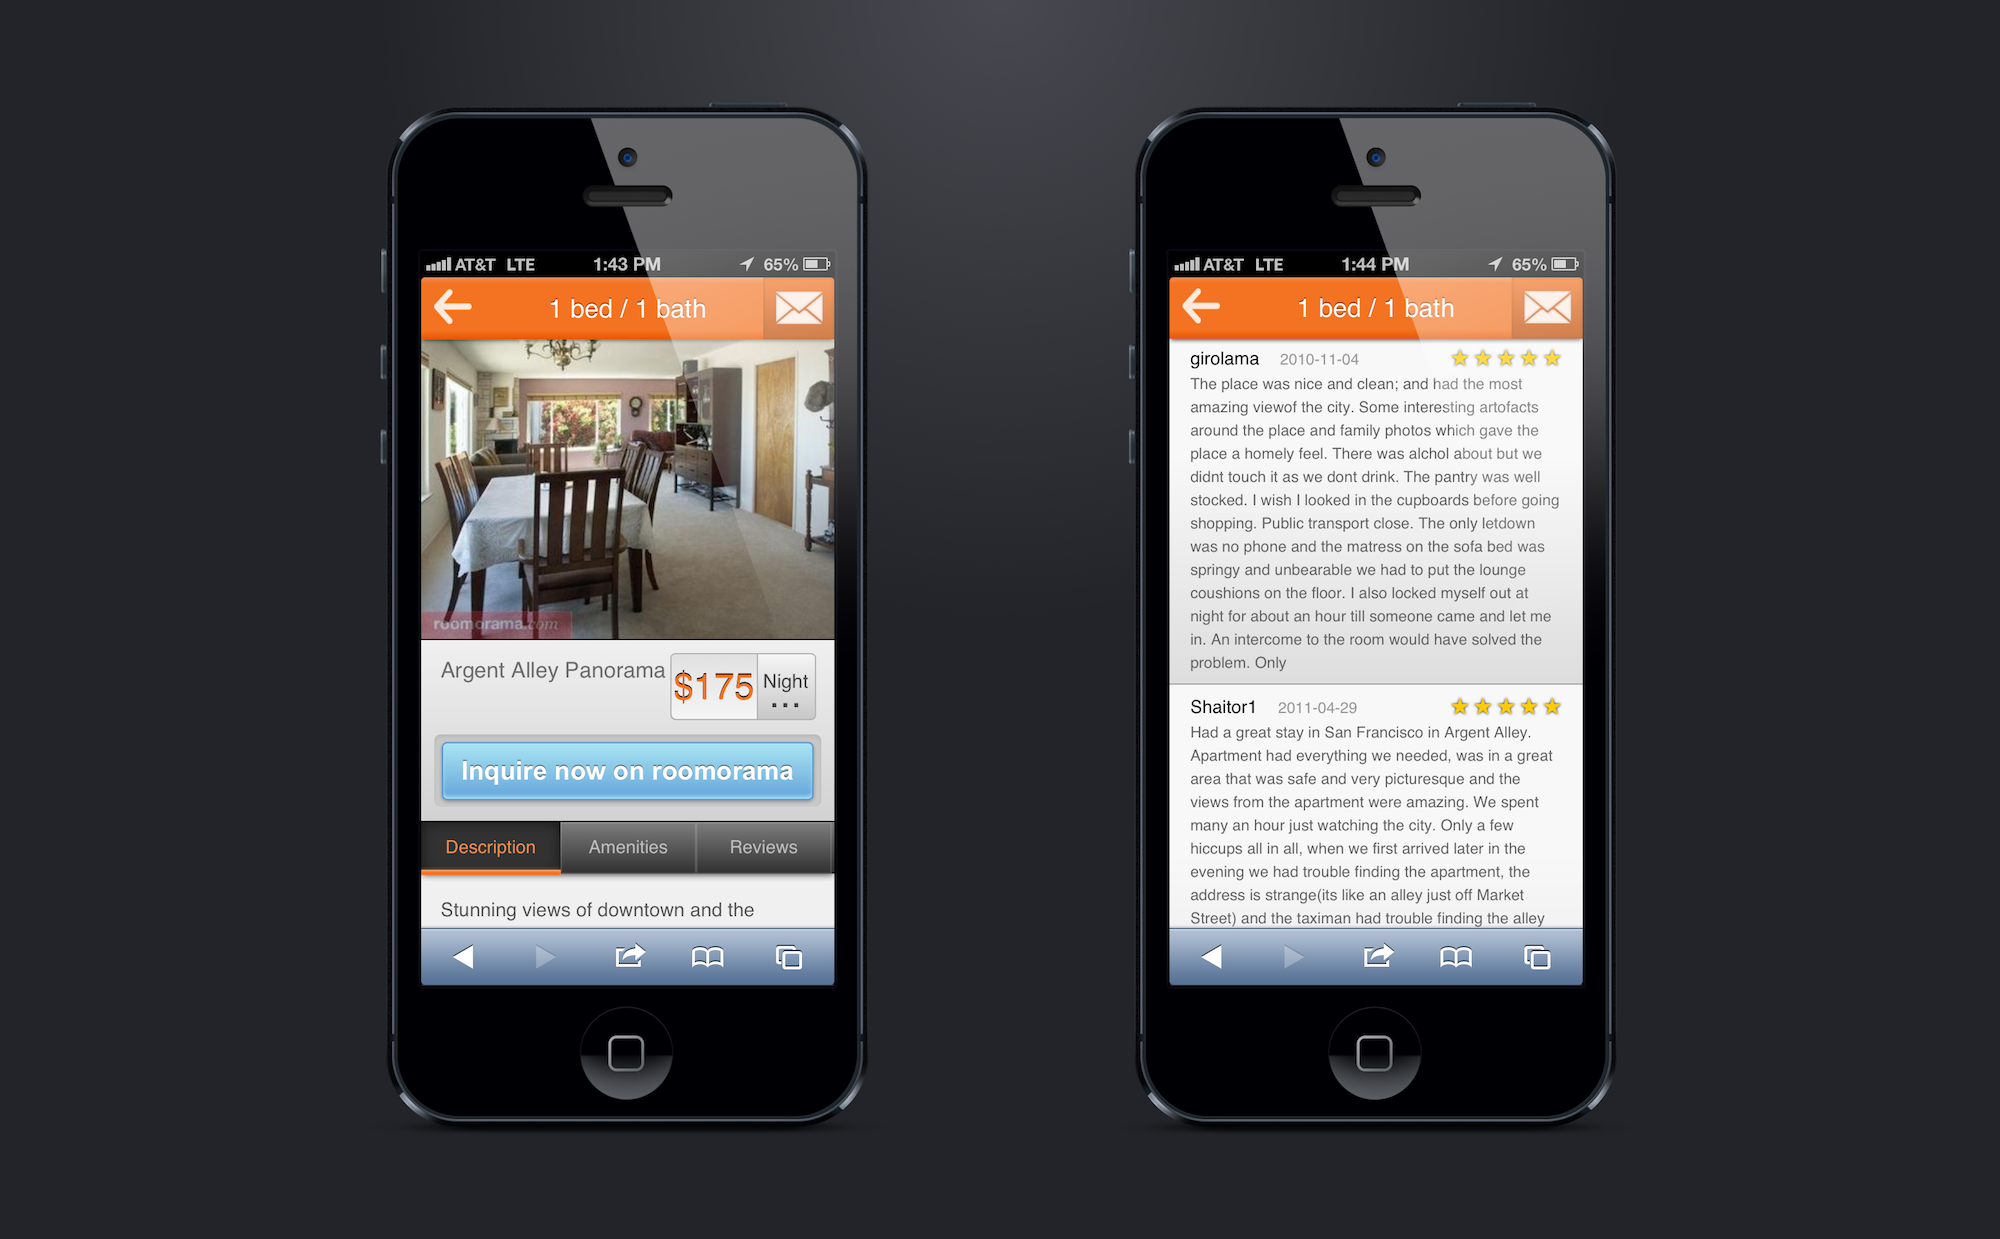 AT&T LTE 1:43 PM 65%
1 bed / 1 bath
roomorama.com
Argent Alley Panorama
$175 Night
...
Inquire now on roomorama
Description Amenities Reviews
Stunning views of downtown and the
AT&T LTE 1:44 PM 65%
1 bed / 1 bath
girolama 2010-11-04
The place was nice and clean; and had the most
amazing viewof the city. Some interesting artofacts
around the place and family photos which gave the
place a homely feel. There was alchol about but we
didnt touch it as we dont drink. The pantry was well
stocked. I wish I looked in the cupboards before going
shopping. Public transport close. The only letdown
was no phone and the matress on the sofa bed was
springy and unbearable we had to put the lounge
coushions on the floor. I also locked myself out at
night for about an hour till someone came and let me
in. An intercome to the room would have solved the
problem. Only
Shaitor1 2011-04-29
Had a great stay in San Francisco in Argent Alley.
Apartment had everything we needed, was in a great
area that was safe and very picturesque and the
views from the apartment were amazing. We spent
many an hour just watching the city. Only a few
hiccups all in all, when we first arrived later in the
evening we had trouble finding the apartment, the
address is strange(its like an alley just off Market
Street) and the taximan had trouble finding the alley